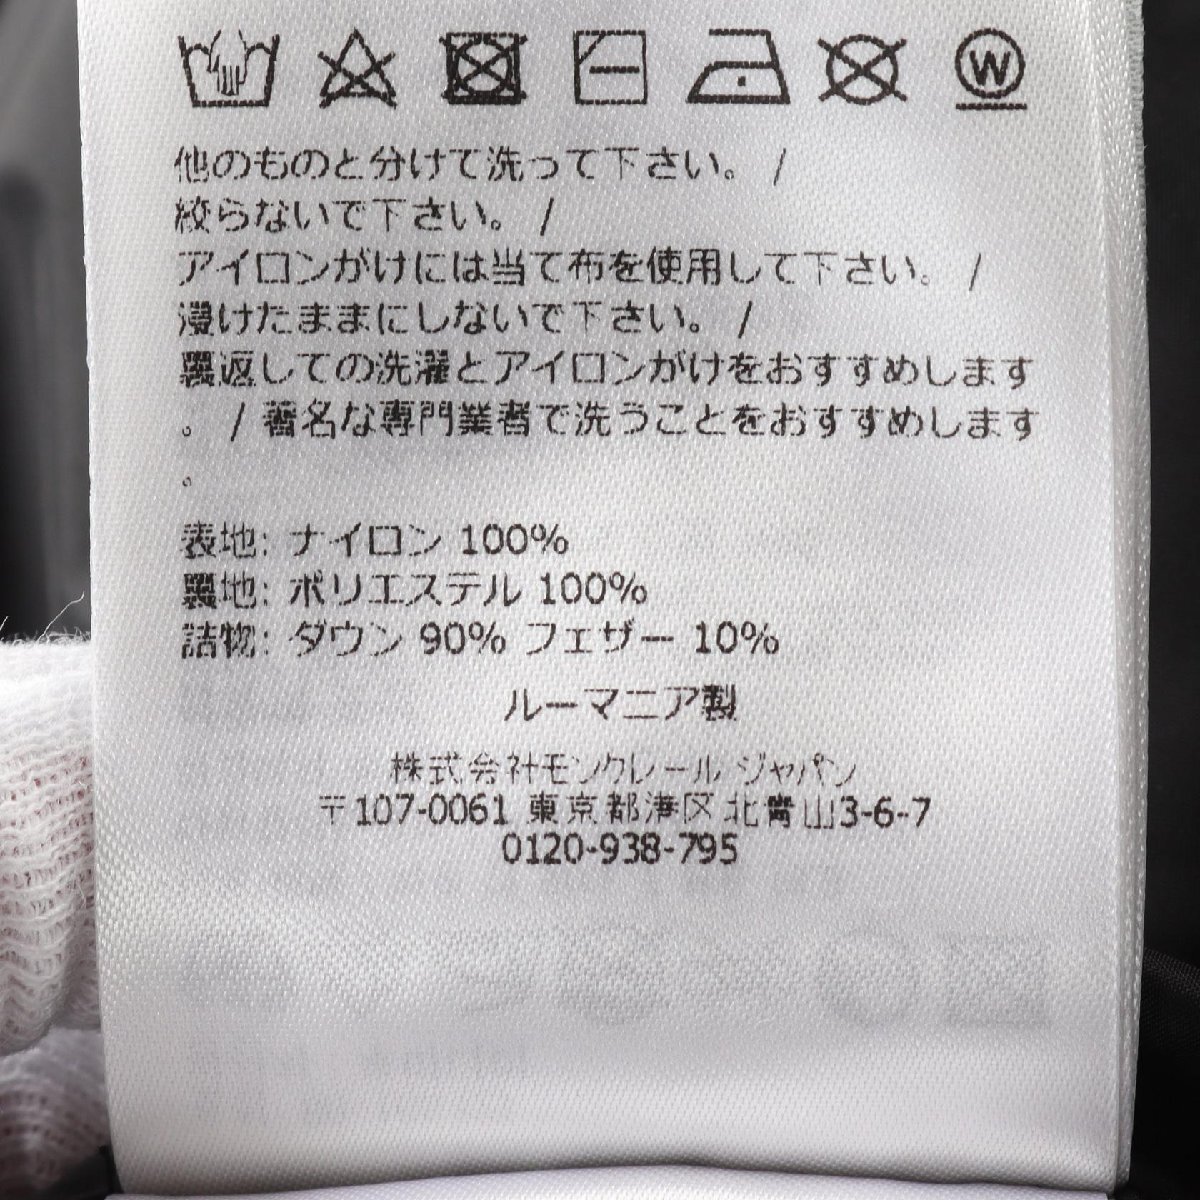 W
他のものと分けて洗って下さい。 /
絞らないで下さい。 /
アイロンがけには当て布を使用して下さい。 /
浸けたままにしないで下さい。 /
裏返しての洗濯とアイロンがけをおすすめします
。 / 著名な専門業者で洗うことをおすすめします
。
表地: ナイロン 100%
裏地: ポリエステル 100%
詰物: ダウン 90% フェザー 10%
ルーマニア製
株式会社モンクレール ジャパン
〒107-0061 東京都港区北青山3-6-7
0120-938-795